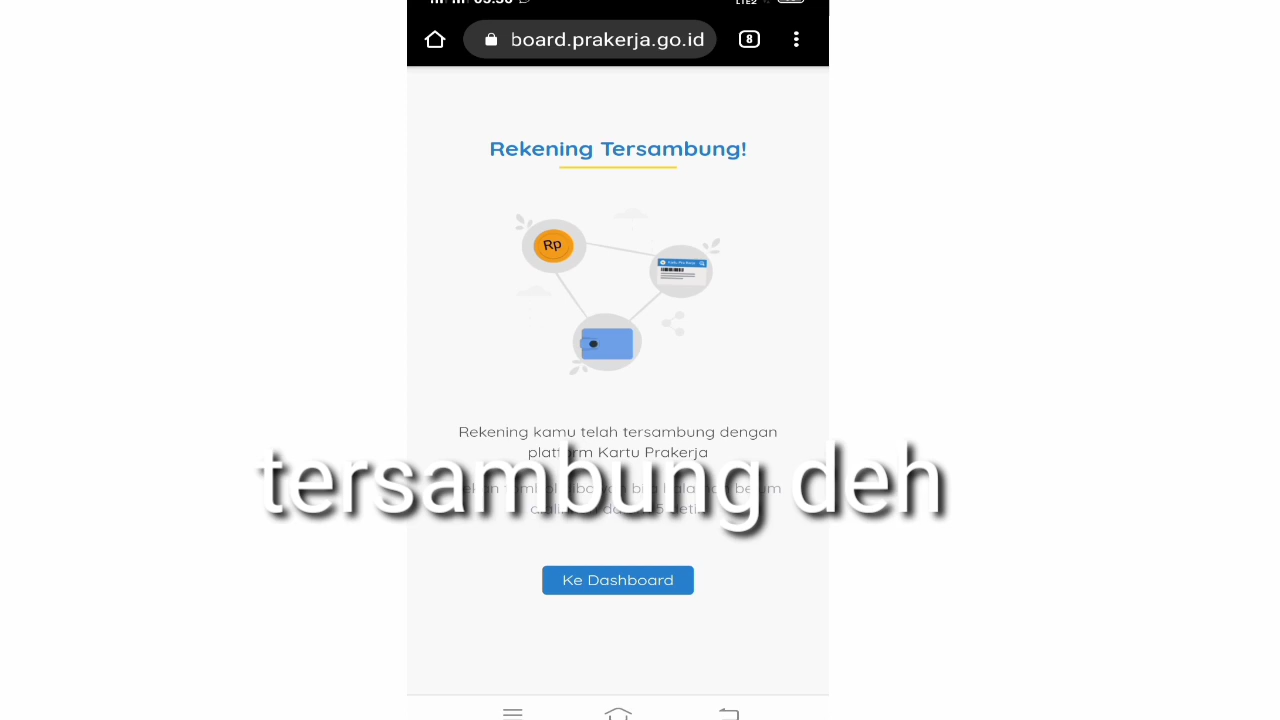 board.prakerja.go.id
8
Rekening Tersambung!
Rp
Rekening kamu telah tersambung dengan
platform Kartu Prakerja
tersambung deh
Ke Dashboard